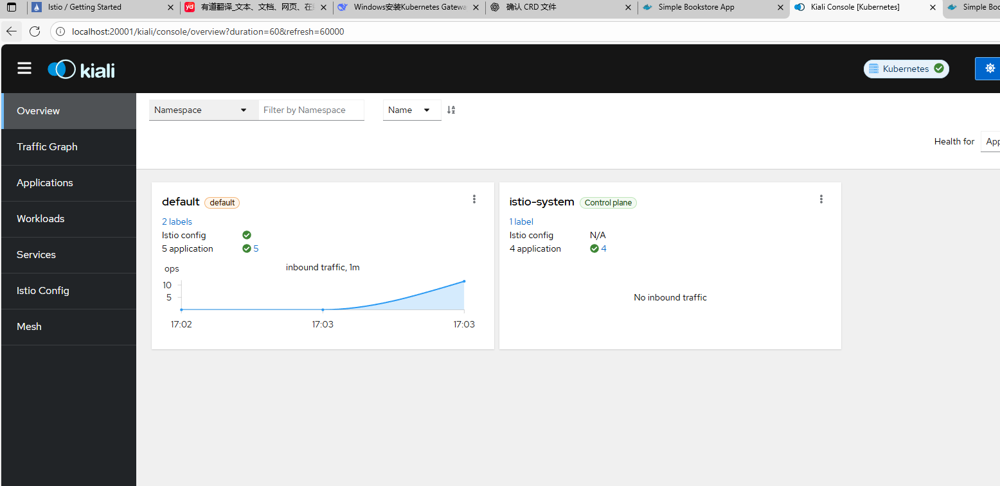 Istio / Getting Started
有道翻译_文本、文档、网页、在
Windows安装Kubernetes Gatewa
确认 CRD 文件
Simple Bookstore App
Kiali Console [Kubernetes]
Simple Boo
localhost:20001/kiali/console/overview?duration=60&refresh=60000
kiali
Kubernetes
Overview
Traffic Graph
Applications
Workloads
Services
Istio Config
Mesh
Namespace
Filter by Namespace
Name
Health for
App
default default
2 labels
Istio config
5 application 5
ops
inbound traffic, 1m
10
5
17:02 17:03 17:03
istio-system Control plane
1 label
Istio config N/A
4 application 4
No inbound traffic